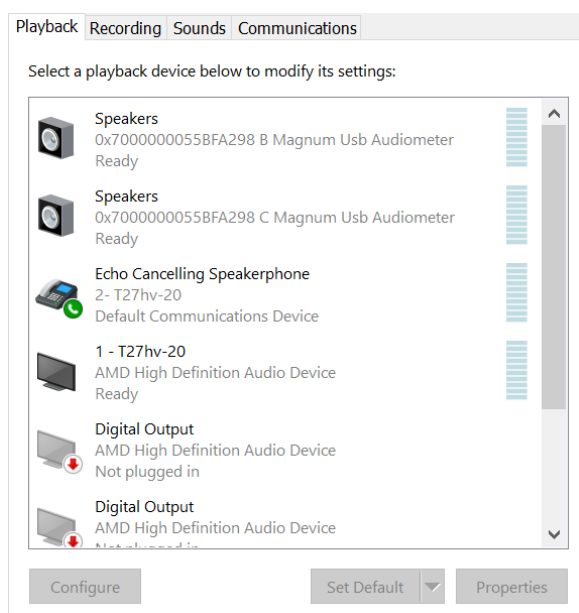 Playback Recording Sounds Communications
Select a playback device below to modify its settings:
Speakers
0x7000000055BFA298 B Magnum Usb Audiometer
Ready
Speakers
0x7000000055BFA298 C Magnum Usb Audiometer
Ready
Echo Cancelling Speakerphone
2- T27hv-20
Default Communications Device
1 - T27hv-20
AMD High Definition Audio Device
Ready
Digital Output
AMD High Definition Audio Device
Not plugged in
Digital Output
AMD High Definition Audio Device
Not plugged in
Configure Set Default Properties